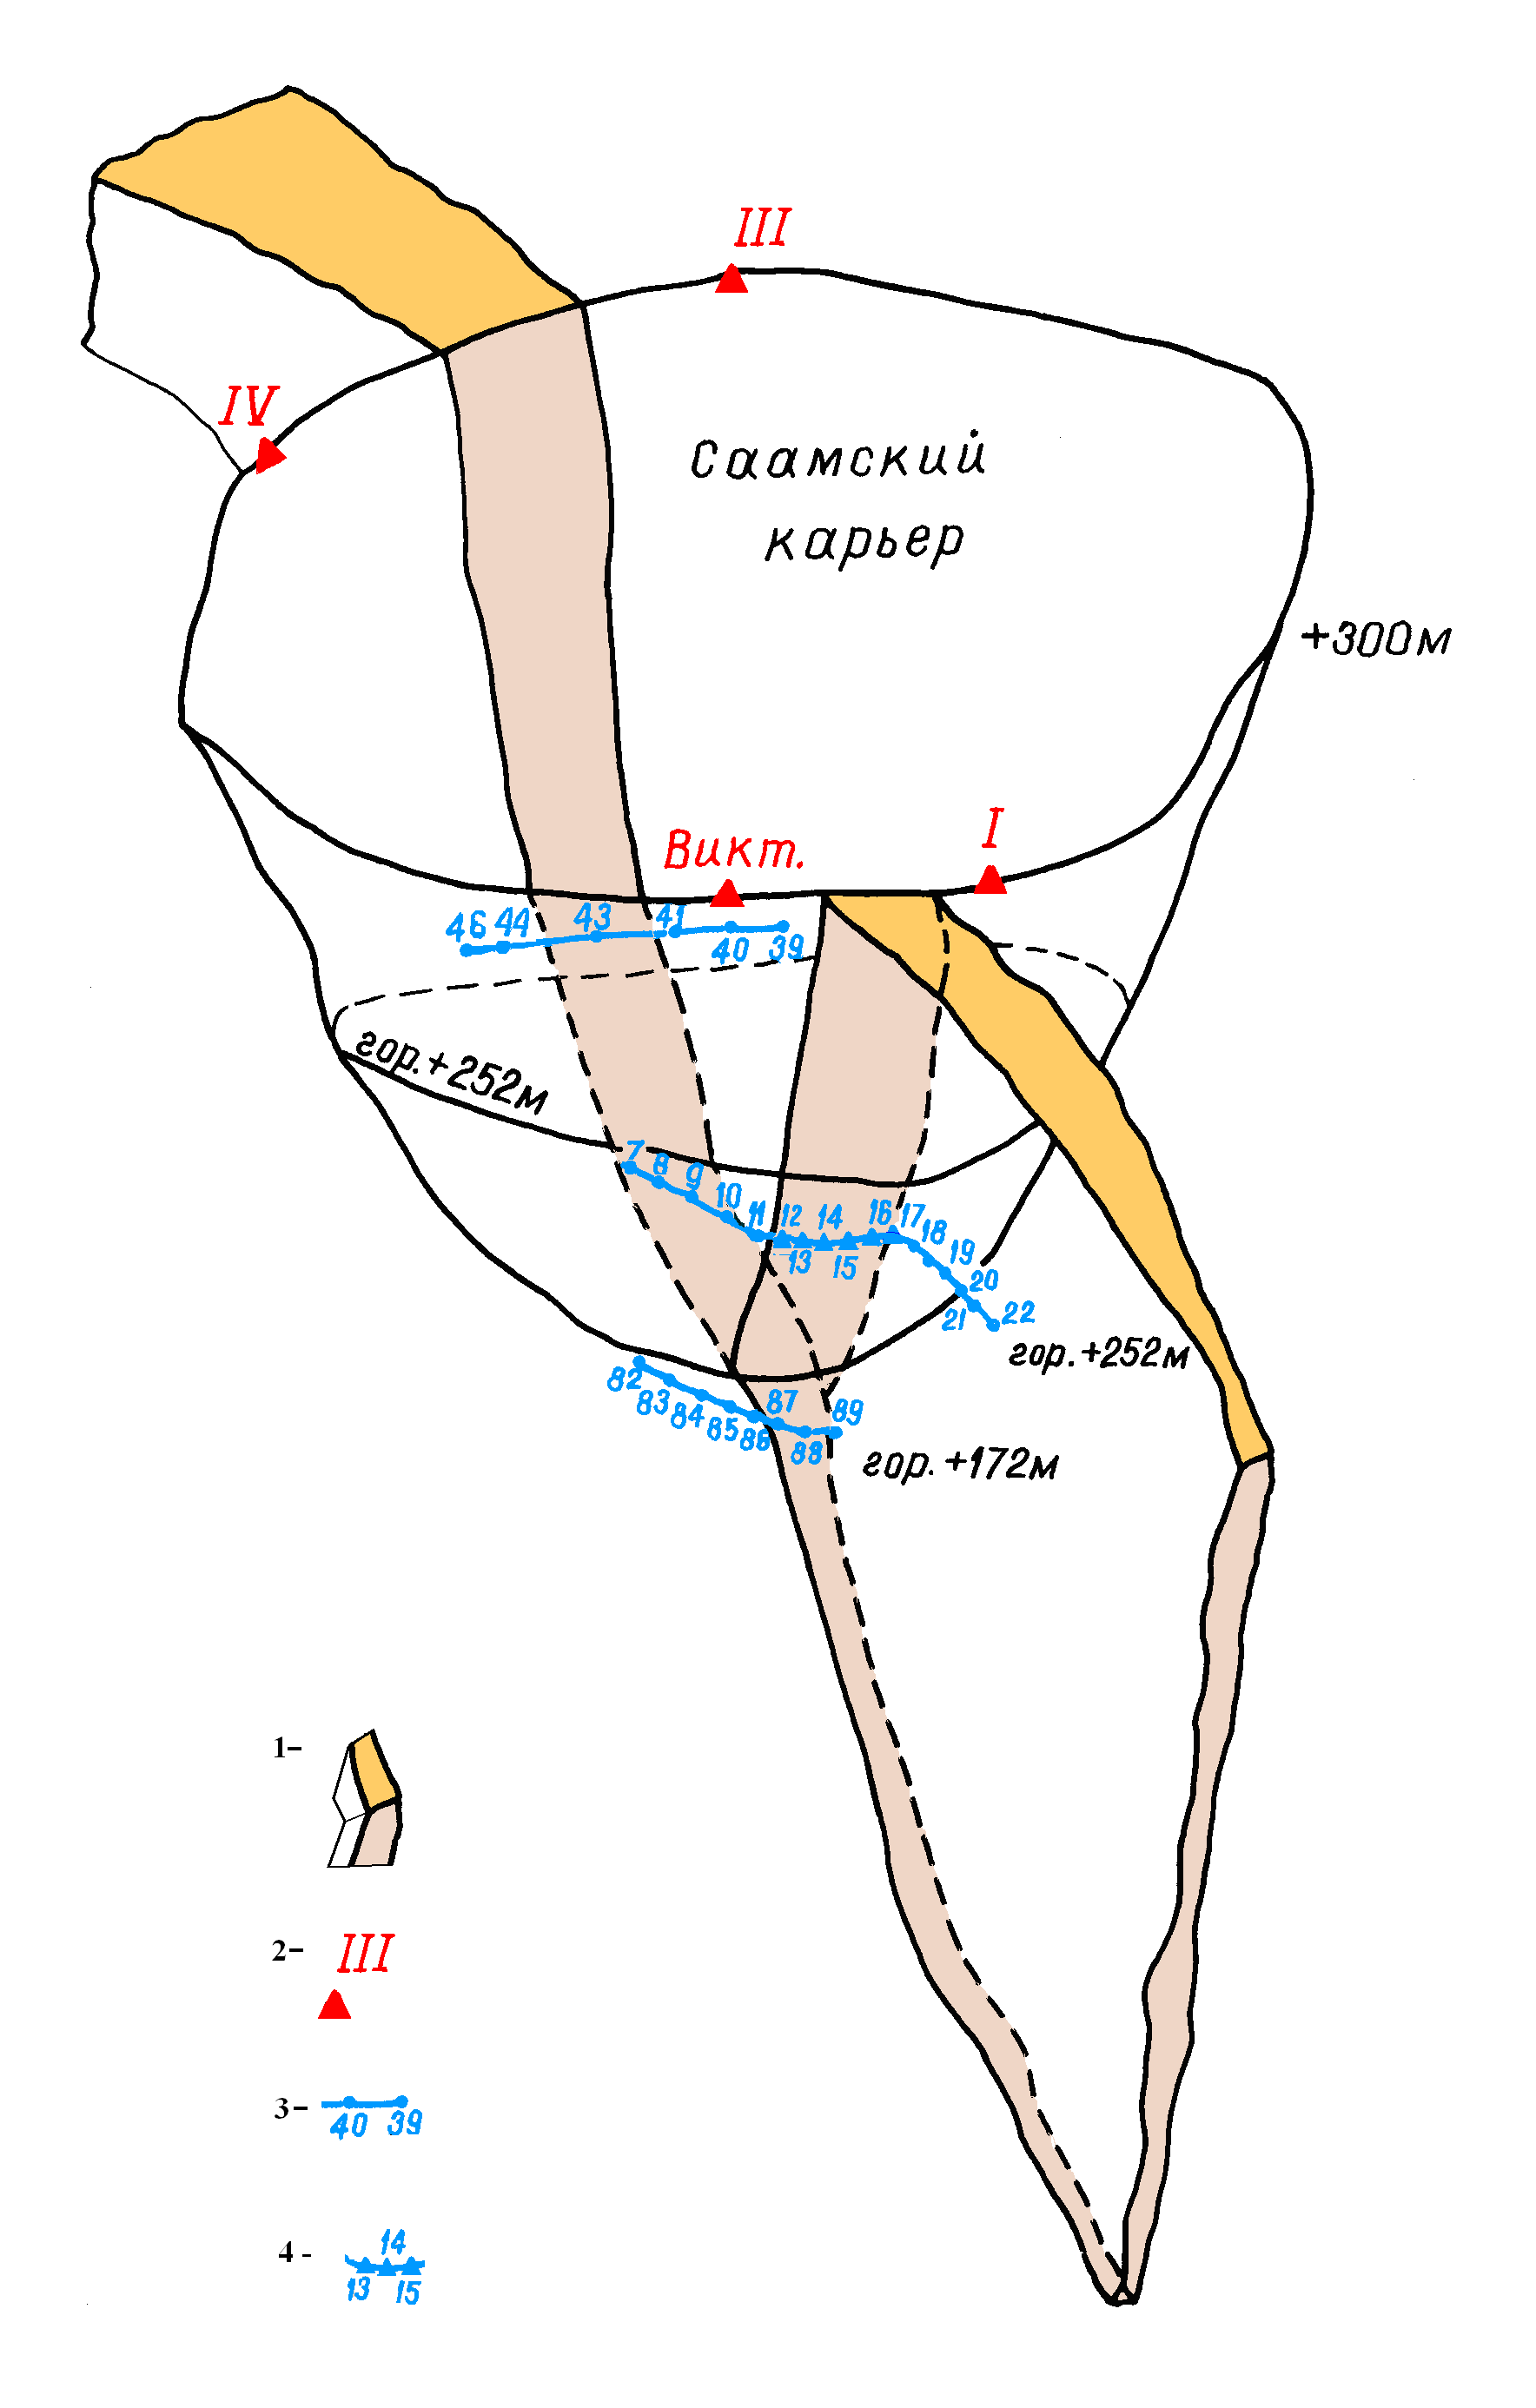 III
IV
Саамский
карьер
+300м
Викт.
I
46 44 43 41
40 39
гор.+252м
7 8 9 10 11 12 14 16 17 18 19 20
13 15 21 22
гор.+252м
82 83 84 85 86 87 88 89
гор.+172м
1-
2- III
3-
40 39
4 -
14
13 15